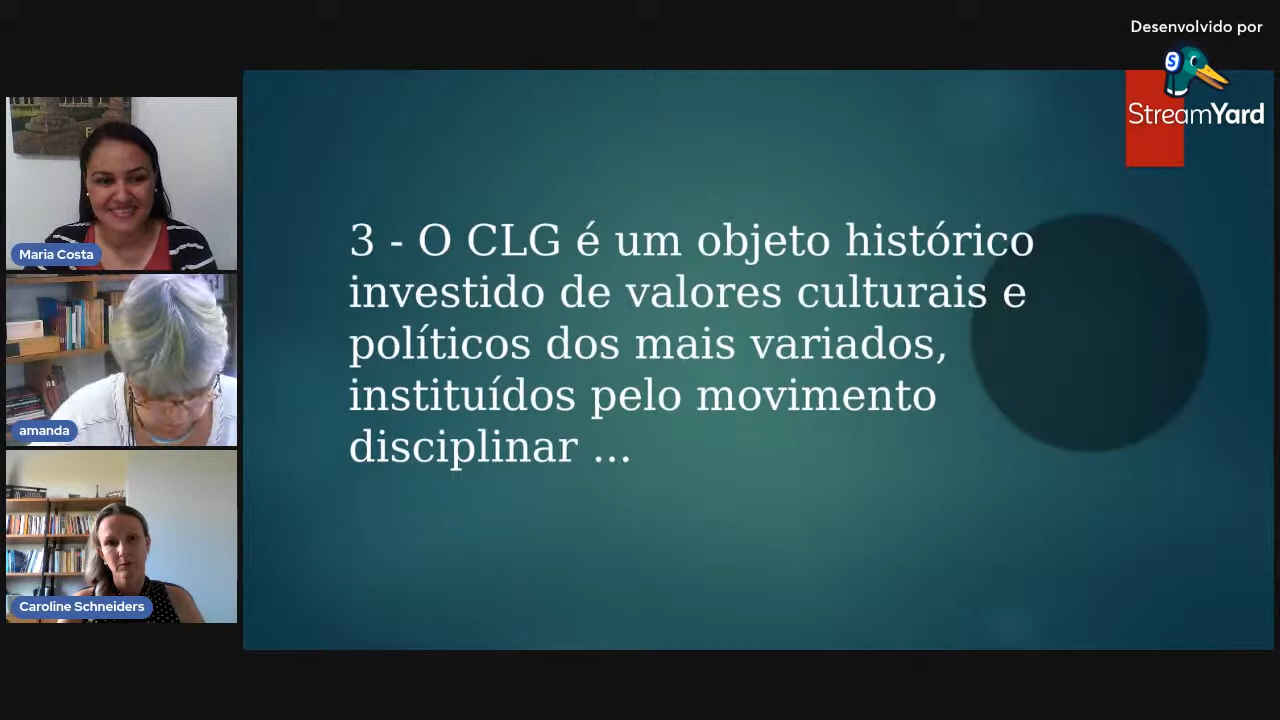 Desenvolvido por
S
StreamYard
3 - O CLG é um objeto histórico
investido de valores culturais e
políticos dos mais variados,
instituídos pelo movimento
disciplinar ...
Maria Costa
amanda
Caroline Schneiders